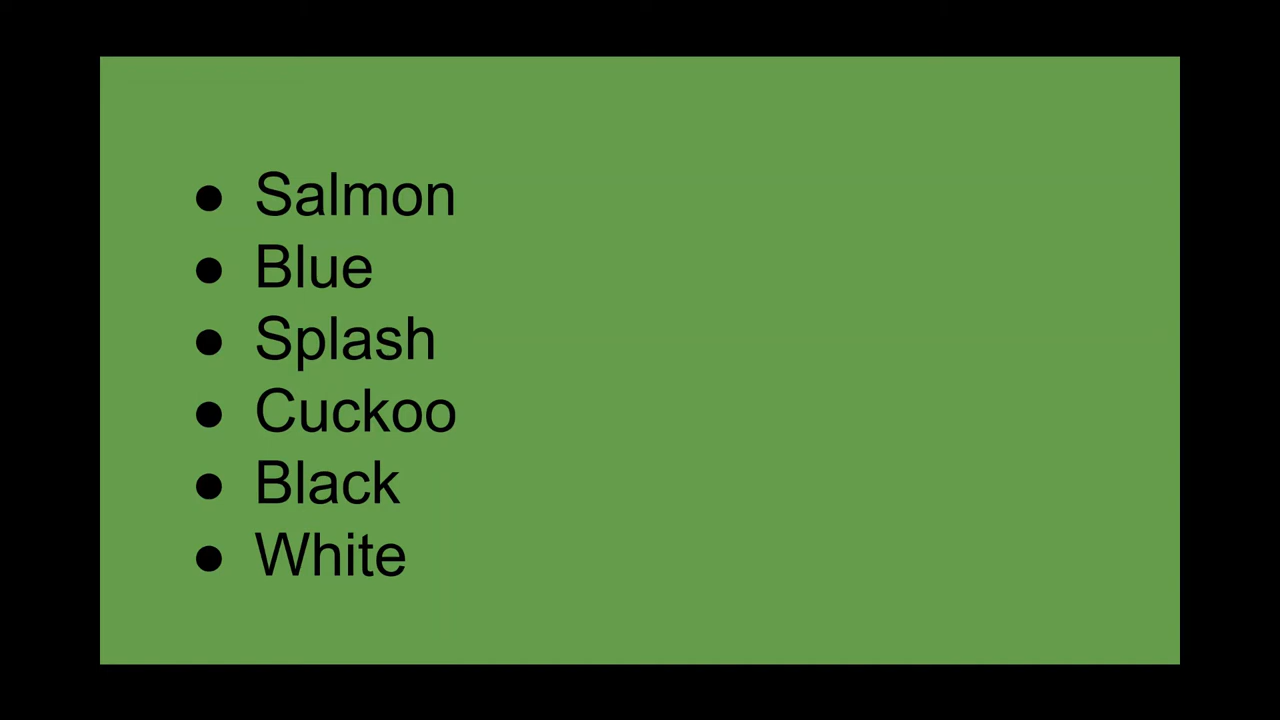 ● Salmon
● Blue
● Splash
● Cuckoo
● Black
● White